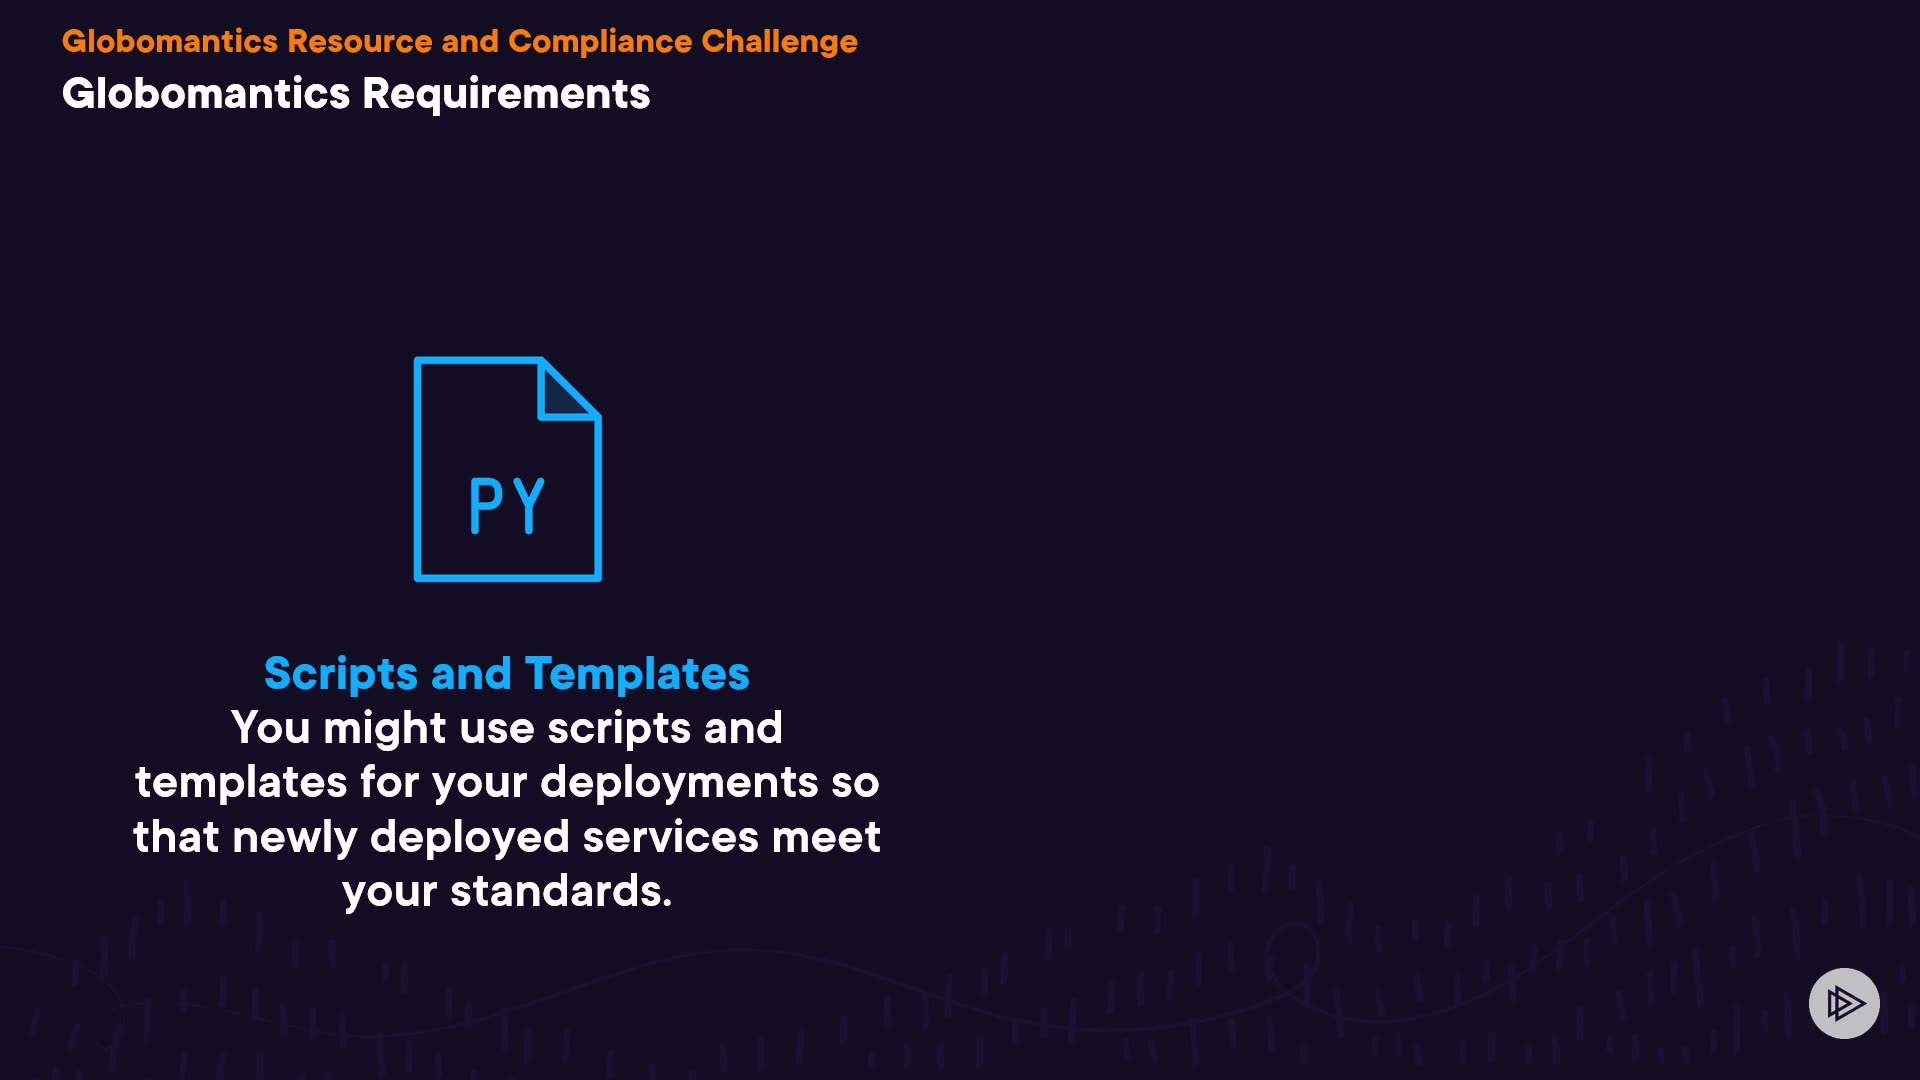 Globomantics Resource and Compliance Challenge
Globomantics Requirements
PY
Scripts and Templates
You might use scripts and
templates for your deployments so
that newly deployed services meet
your standards.